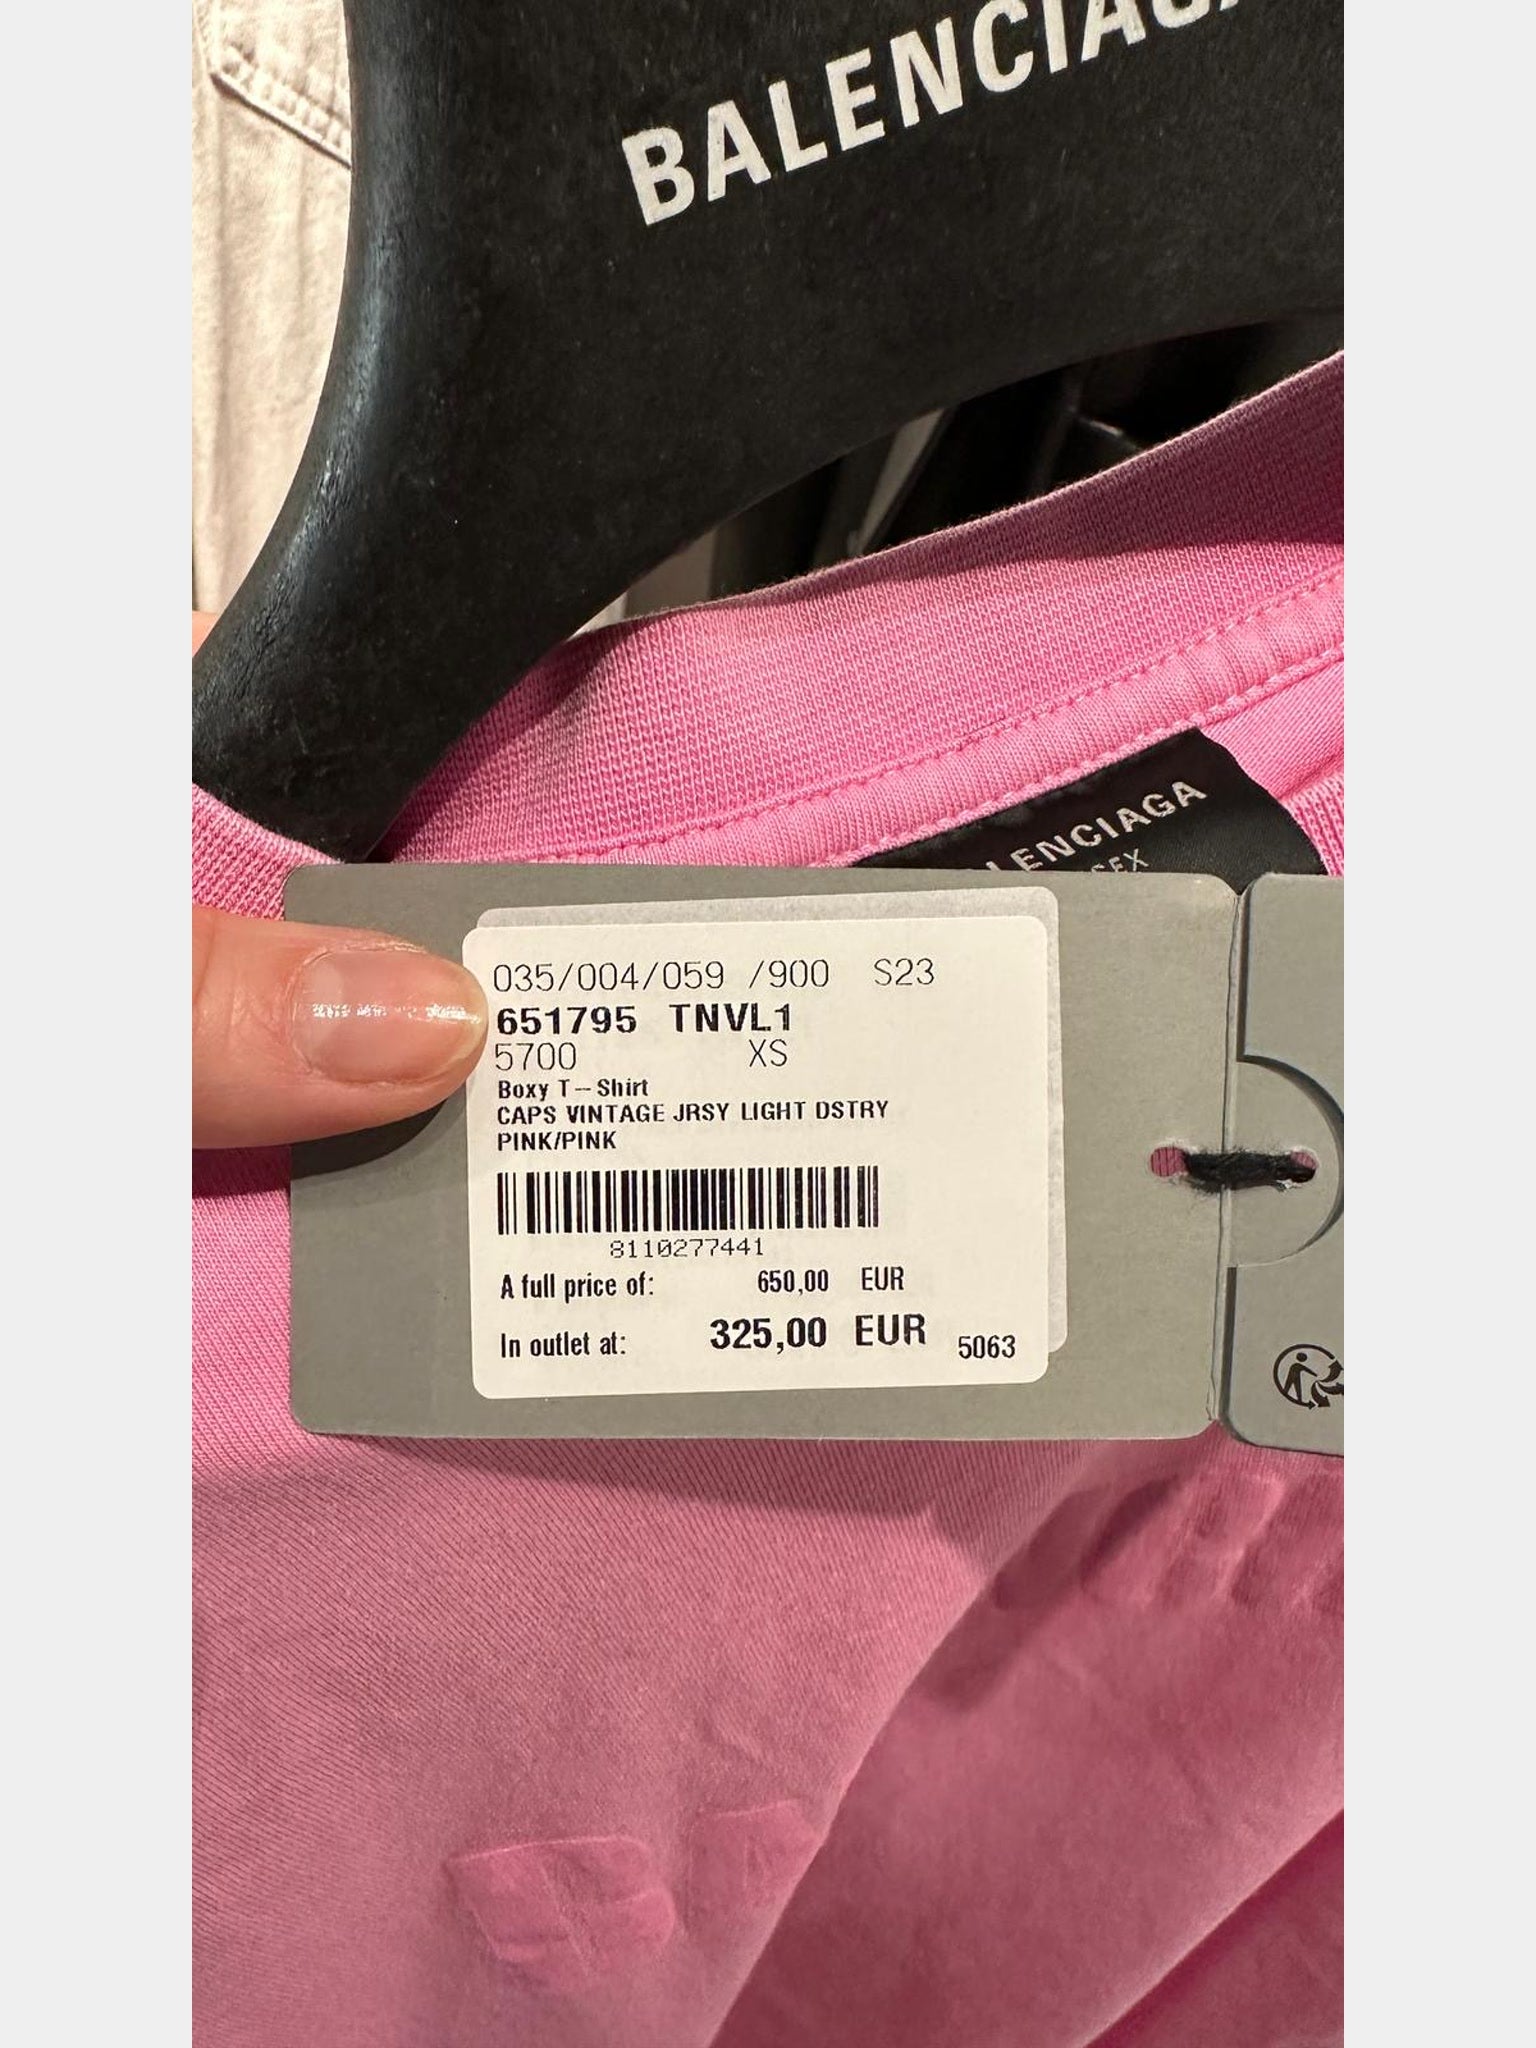 BALENCIAGA
BALENCIAGA
035/004/059 /900 S23
651795 TNVL1
5700 XS
Boxy T-Shirt
CAPS VINTAGE JRSY LIGHT DSTRY
PINK/PINK
8110277441
A full price of: 650,00 EUR
In outlet at: 325,00 EUR 5063